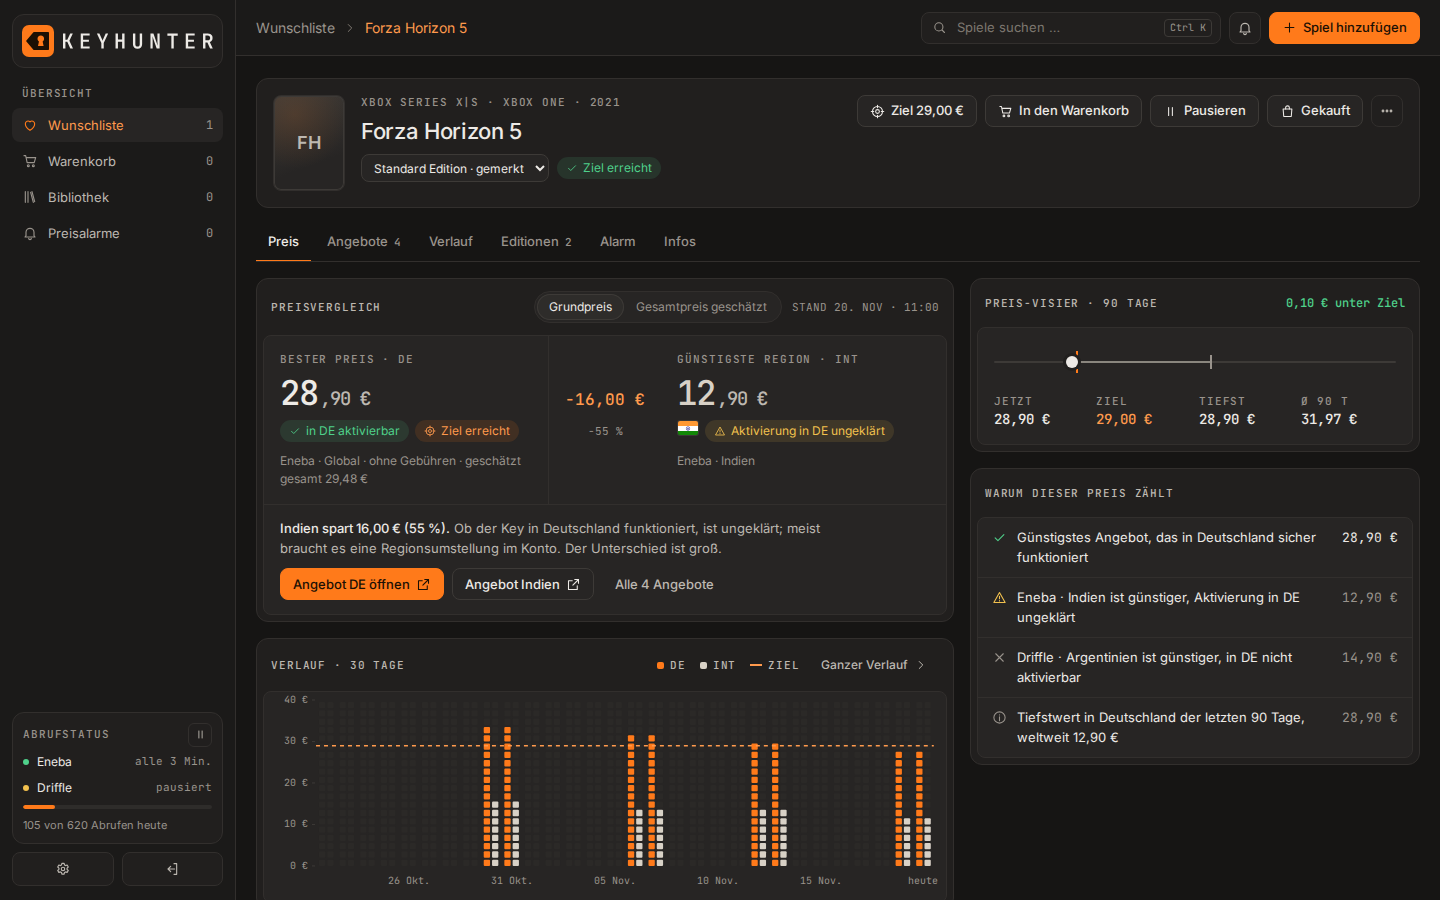 KEYHUNTER
ÜBERSICHT
Wunschliste 1
Warenkorb 0
Bibliothek 0
Preisalarme 0
ABRUFSTATUS
Eneba alle 3 Min.
Driffle pausiert
105 von 620 Abrufen heute
Wunschliste > Forza Horizon 5
Spiele suchen ... Ctrl K
Spiel hinzufügen
FH
XBOX SERIES X|S · XBOX ONE · 2021
Forza Horizon 5
Standard Edition · gemerkt
Ziel erreicht
Ziel 29,00 €
In den Warenkorb
Pausieren
Gekauft
Preis
Angebote 4
Verlauf
Editionen 2
Alarm
Infos
PREISVERGLEICH
Grundpreis
Gesamtpreis geschätzt
STAND 20. NOV · 11:00
BESTER PREIS · DE
28,90 €
in DE aktivierbar
Ziel erreicht
Eneba · Global · ohne Gebühren · geschätzt
gesamt 29,48 €
-16,00 €
-55 %
GÜNSTIGSTE REGION · INT
12,90 €
Aktivierung in DE ungeklärt
Eneba · Indien
Indien spart 16,00 € (55 %). Ob der Key in Deutschland funktioniert, ist ungeklärt; meist
braucht es eine Regionsumstellung im Konto. Der Unterschied ist groß.
Angebot DE öffnen
Angebot Indien
Alle 4 Angebote
VERLAUF · 30 TAGE
DE
INT
ZIEL
Ganzer Verlauf
40 €
30 €
20 €
10 €
0 €
26 Okt.
31 Okt.
05 Nov.
10 Nov.
15 Nov.
heute
PREIS-VISIER · 90 TAGE
0,10 € unter Ziel
JETZT
28,90 €
ZIEL
29,00 €
TIEFST
28,90 €
Ø 90 T
31,97 €
WARUM DIESER PREIS ZÄHLT
Günstigstes Angebot, das in Deutschland sicher 28,90 €
funktioniert
Eneba · Indien ist günstiger, Aktivierung in DE 12,90 €
ungeklärt
Driffle · Argentinien ist günstiger, in DE nicht 14,90 €
aktivierbar
Tiefstwert in Deutschland der letzten 90 Tage, 28,90 €
weltweit 12,90 €